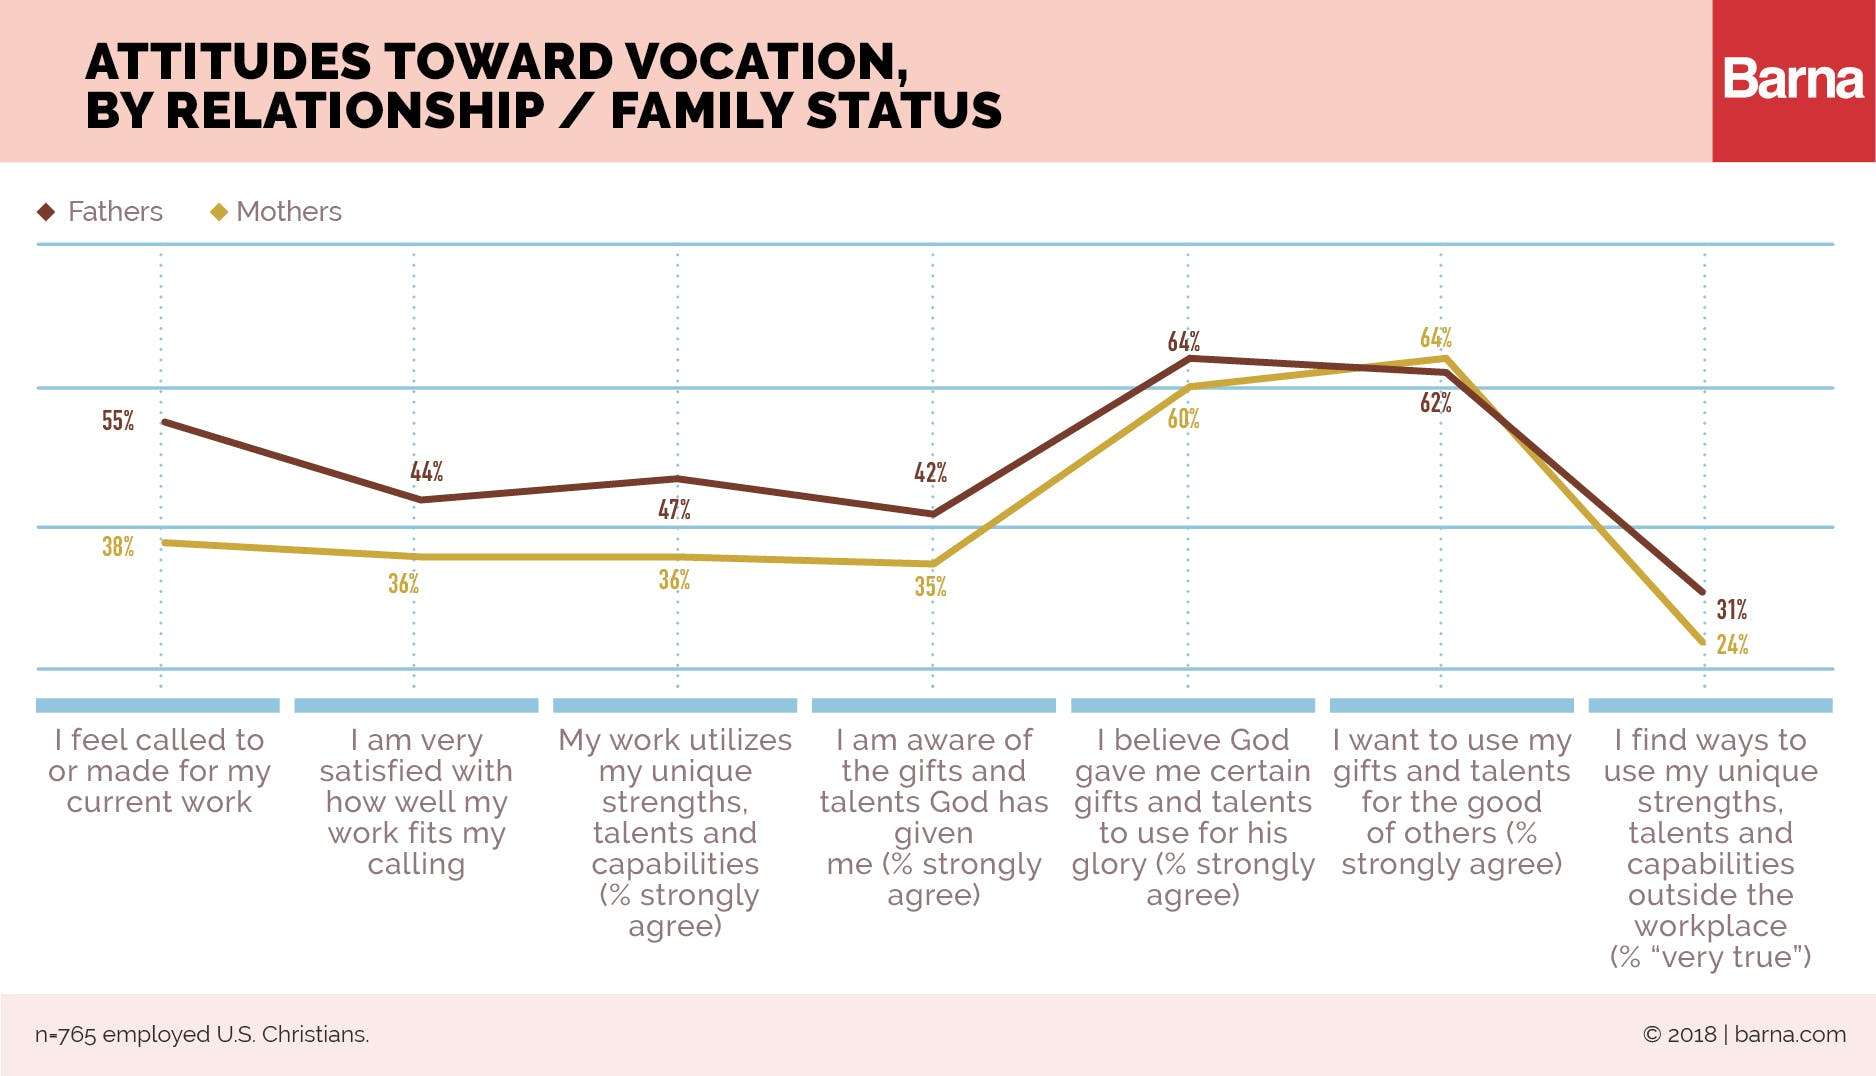 ATTITUDES TOWARD VOCATION,
BY RELATIONSHIP / FAMILY STATUS
Barna
Fathers
Mothers
55%
44%
47%
42%
64%
62%
31%
38%
36%
36%
35%
60%
64%
24%
I feel called to
or made for my
current work
I am very
satisfied with
how well my
work fits my
calling
My work utilizes
my unique
strengths,
talents and
capabilities
(% strongly
agree)
I am aware of
the gifts and
talents God has
given
me (% strongly
agree)
I believe God
gave me certain
gifts and talents
to use for his
glory (% strongly
agree)
I want to use my
gifts and talents
for the good
of others (%
strongly agree)
I find ways to
use my unique
strengths,
talents and
capabilities
outside the
workplace
(% “very true”)
n=765 employed U.S. Christians.
© 2018 | barna.com